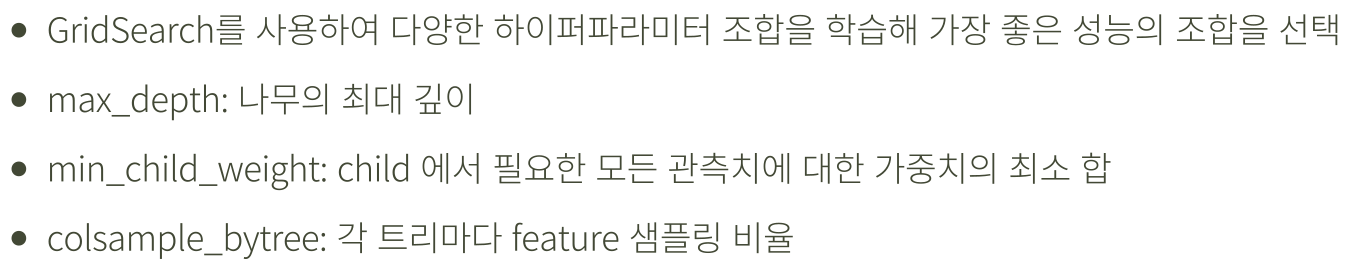 • GridSearch를 사용하여 다양한 하이퍼파라미터 조합을 학습해 가장 좋은 성능의 조합을 선택
• max_depth: 나무의 최대 깊이
• min_child_weight: child 에서 필요한 모든 관측치에 대한 가중치의 최소 합
• colsample_bytree: 각 트리마다 feature 샘플링 비율